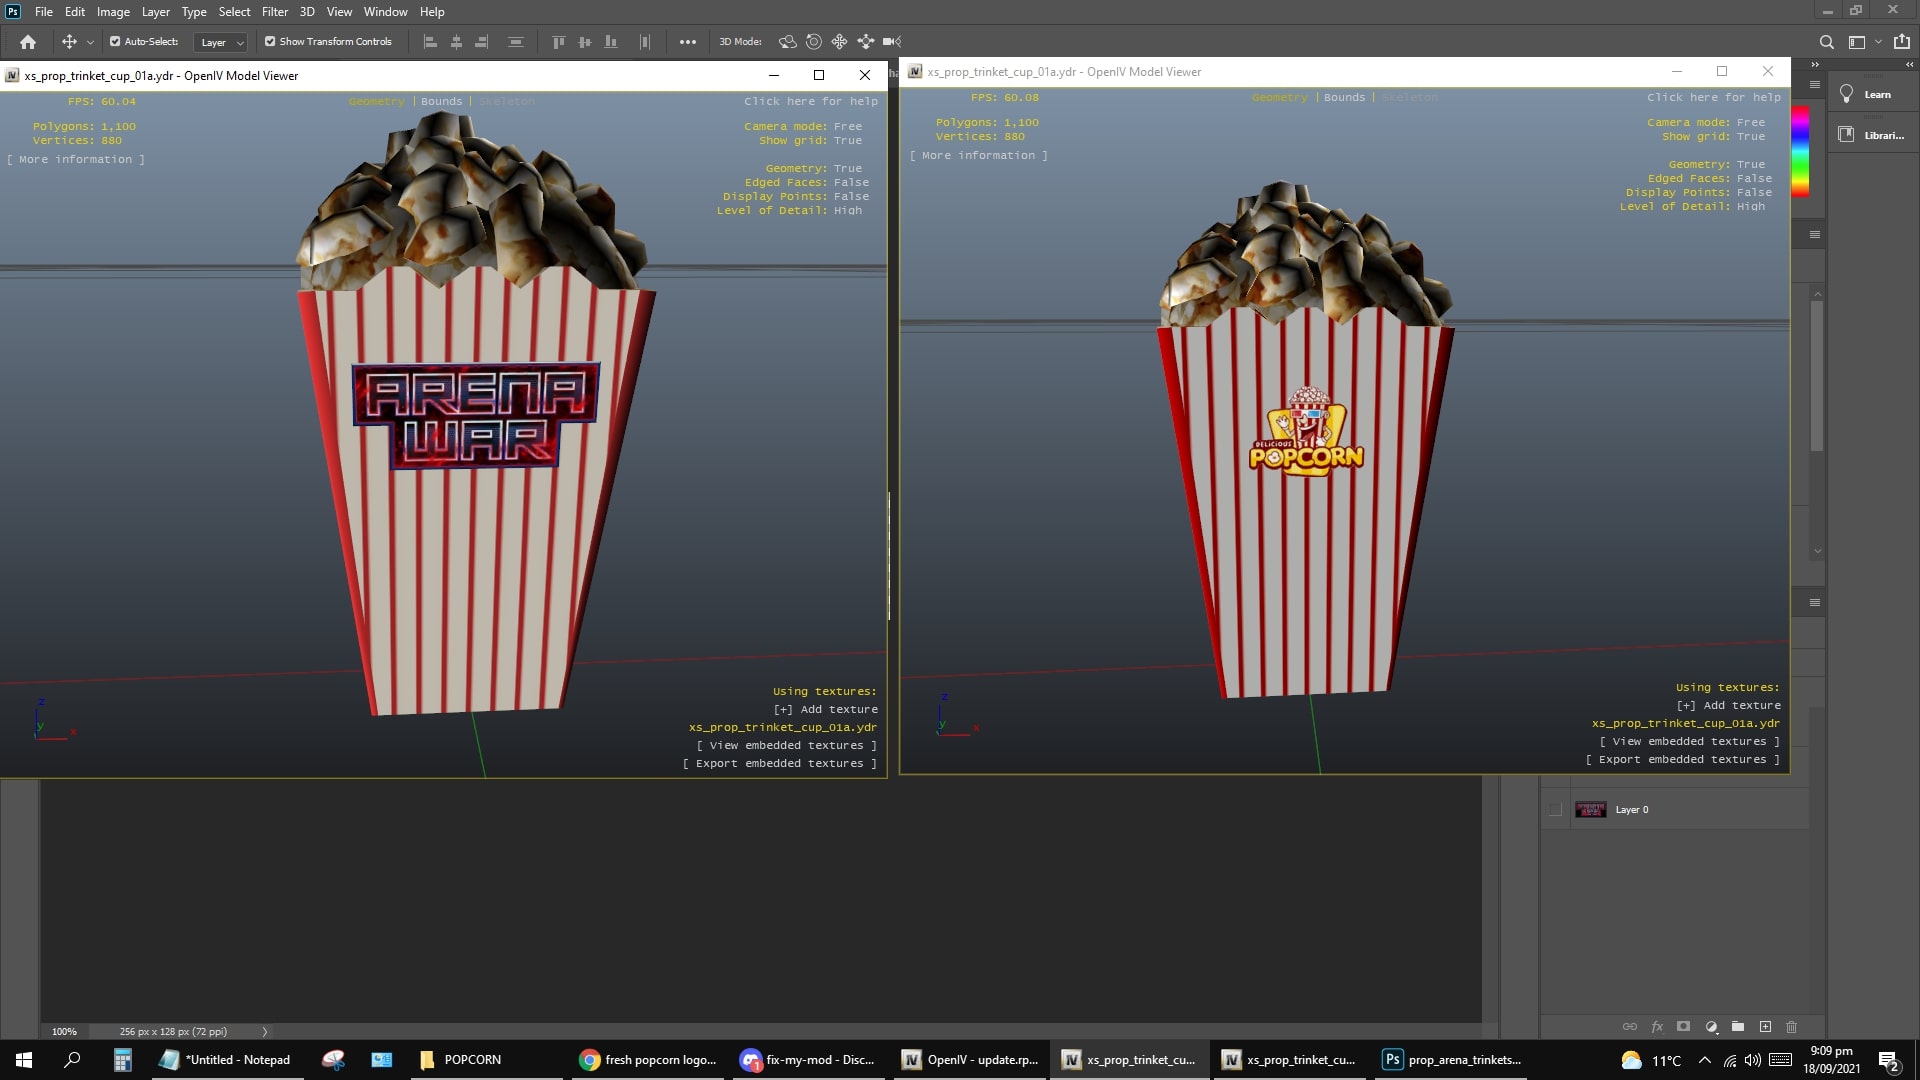 Ps File Edit Image Layer Type Select Filter 3D View Window Help
Auto-Select: Layer Show Transform Controls 3D Mode:
xs_prop_trinket_cup_01a.ydr - OpenIV Model Viewer
FPS: 60.04 Geometry | Bounds | Skeleton Click here for help
Polygons: 1,100
Vertices: 880
[ More information ]
Camera mode: Free
Show grid: True
Geometry: True
Edged Faces: False
Display Points: False
Level of Detail: High
ARENA
WAR
Using textures:
[+] Add texture
xs_prop_trinket_cup_01a.ydr
[ View embedded textures ]
[ Export embedded textures ]
z
y
x
xs_prop_trinket_cup_01a.ydr - OpenIV Model Viewer
FPS: 60.08 Geometry | Bounds | Skeleton Click here for help
Polygons: 1,100
Vertices: 880
[ More information ]
Camera mode: Free
Show grid: True
Geometry: True
Edged Faces: False
Display Points: False
Level of Detail: High
DELICIOUS
POPCORN
Using textures:
[+] Add texture
xs_prop_trinket_cup_01a.ydr
[ View embedded textures ]
[ Export embedded textures ]
z
y
x
Learn
Librari...
Layer 0
fx
100% 256 px x 128 px (72 ppi)
*Untitled - Notepad POPCORN fresh popcorn logo... fix-my-mod - Disc... OpenIV - update.rp... xs_prop_trinket_cu... xs_prop_trinket_cu... Ps prop_arena_trinkets... 11°C 9:09 pm
18/09/2021 2